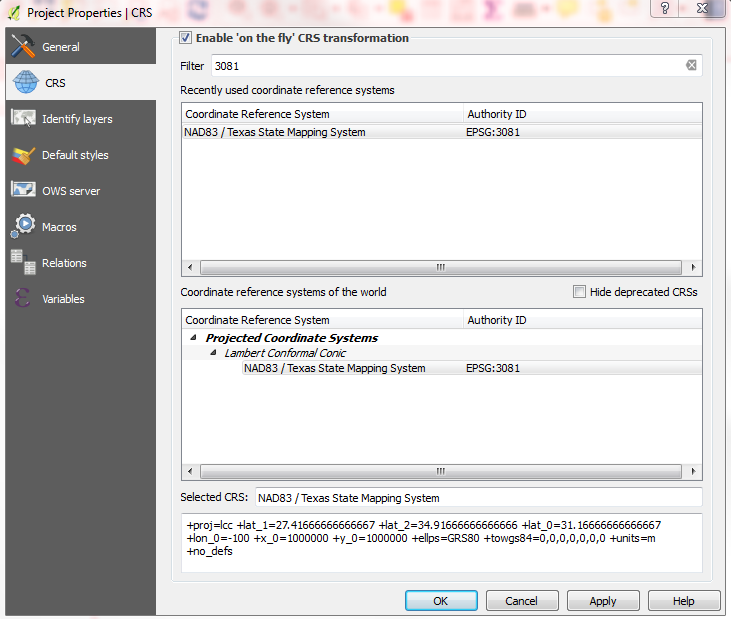 Project Properties | CRS
General
CRS
Identify layers
Default styles
OWS server
Macros
Relations
Variables
Enable 'on the fly' CRS transformation
Filter 3081
Recently used coordinate reference systems
Coordinate Reference System Authority ID
NAD83 / Texas State Mapping System EPSG:3081
Coordinate reference systems of the world Hide deprecated CRSs
Coordinate Reference System Authority ID
Projected Coordinate Systems
Lambert Conformal Conic
NAD83 / Texas State Mapping System EPSG:3081
Selected CRS: NAD83 / Texas State Mapping System
+proj=lcc +lat_1=27.41666666666667 +lat_2=34.91666666666666 +lat_0=31.16666666666667
+lon_0=-100 +x_0=1000000 +y_0=1000000 +ellps=GRS80 +towgs84=0,0,0,0,0,0,0 +units=m
+no_defs
OK Cancel Apply Help